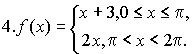 4. f(x) = { x + 3, 0 ≤ x ≤ π,
2x, π < x < 2π.